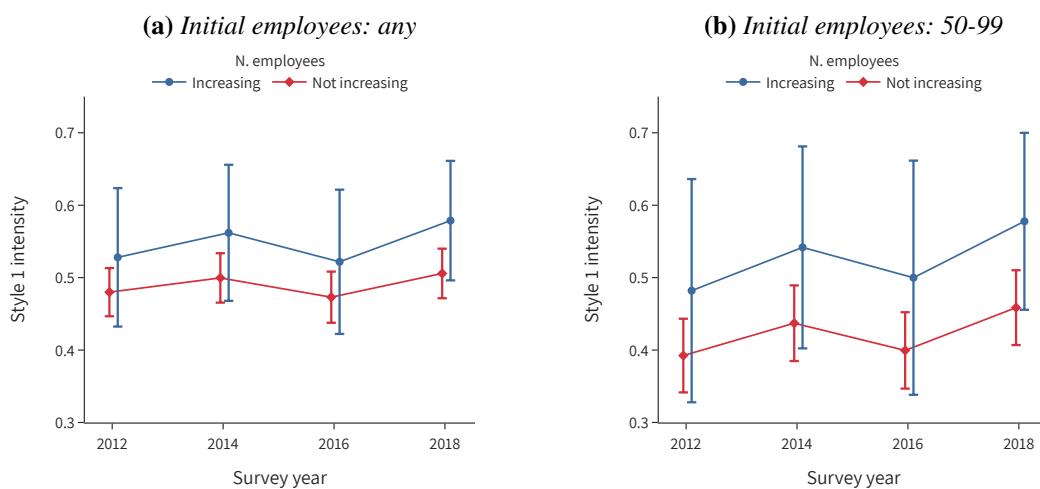 (a) Initial employees: any
N. employees
Increasing Not increasing
0.7
0.6
0.5
0.4
0.3
Style 1 intensity
2012 2014 2016 2018
Survey year
(b) Initial employees: 50-99
N. employees
Increasing Not increasing
0.7
0.6
0.5
0.4
0.3
Style 1 intensity
2012 2014 2016 2018
Survey year